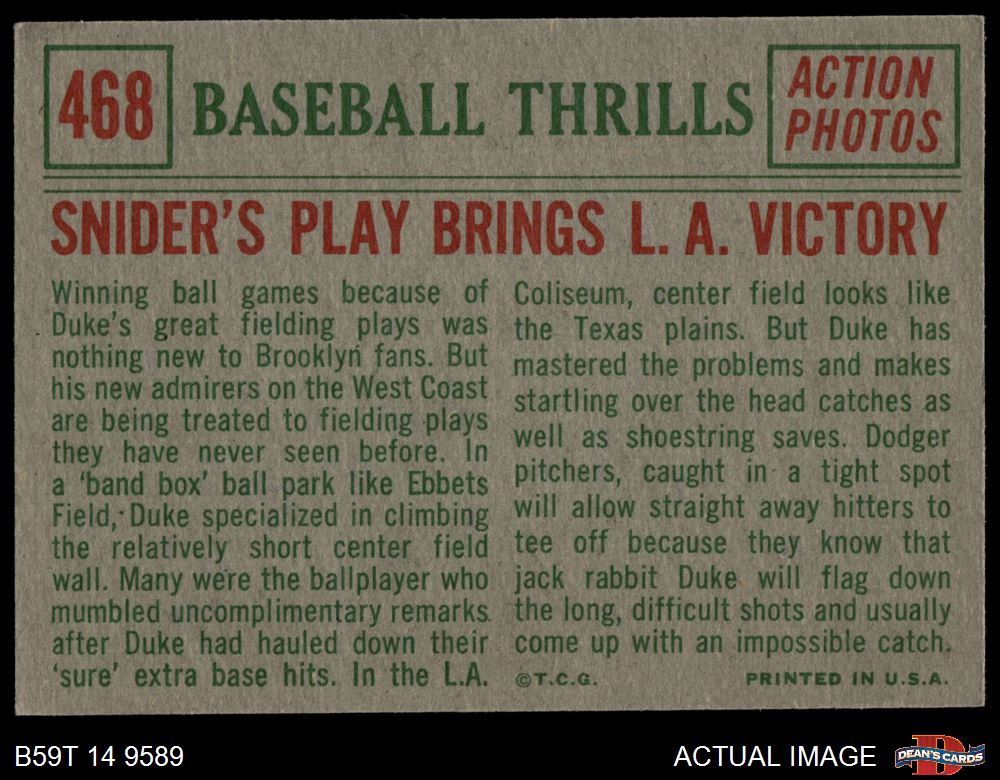 468
BASEBALL THRILLS
ACTION
PHOTOS
SNIDER'S PLAY BRINGS L. A. VICTORY
Winning ball games because of
Duke's great fielding plays was
nothing new to Brooklyn fans. But
his new admirers on the West Coast
are being treated to fielding plays
they have never seen before. In
a 'band box' ball park like Ebbets
Field, Duke specialized in climbing
the relatively short center field
wall. Many were the ballplayer who
mumbled uncomplimentary remarks
after Duke had hauled down their
'sure' extra base hits. In the L.A.
Coliseum, center field looks like
the Texas plains. But Duke has
mastered the problems and makes
startling over the head catches as
well as shoestring saves. Dodger
pitchers, caught in a tight spot
will allow straight away hitters to
tee off because they know that
jack rabbit Duke will flag down
the long, difficult shots and usually
come up with an impossible catch.
©T.C.G. PRINTED IN U.S.A.
B59T 14 9589
ACTUAL IMAGE
D
DEAN'S CARDS